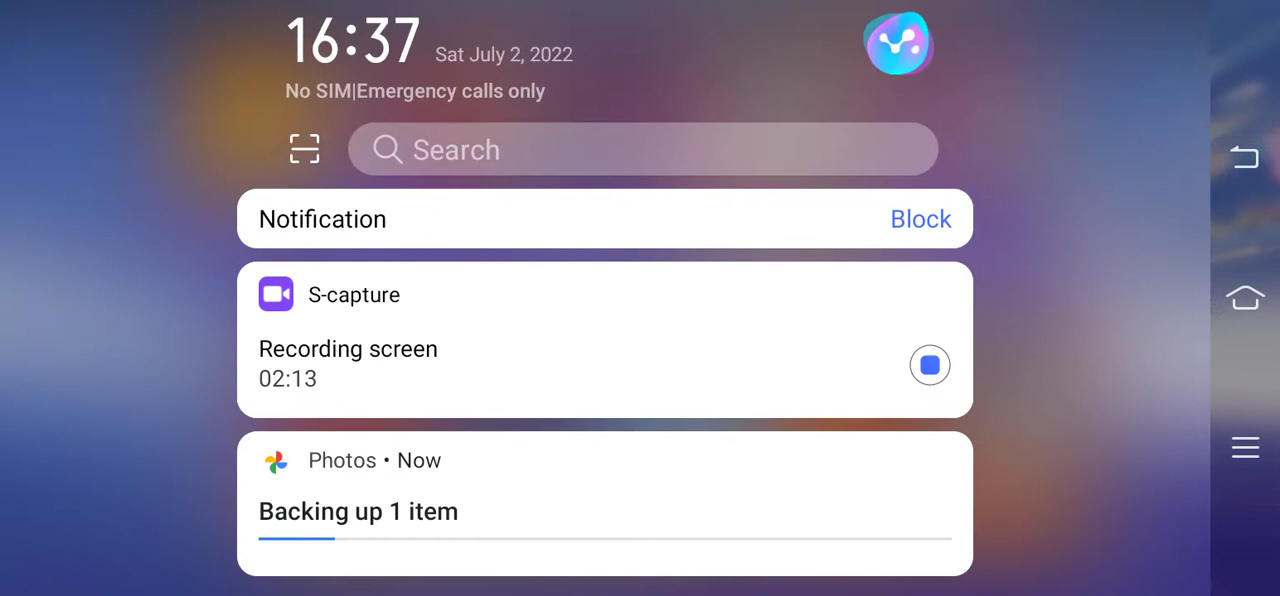 16:37 Sat July 2, 2022
No SIM|Emergency calls only
Search
Notification Block
S-capture
Recording screen
02:13
Photos • Now
Backing up 1 item